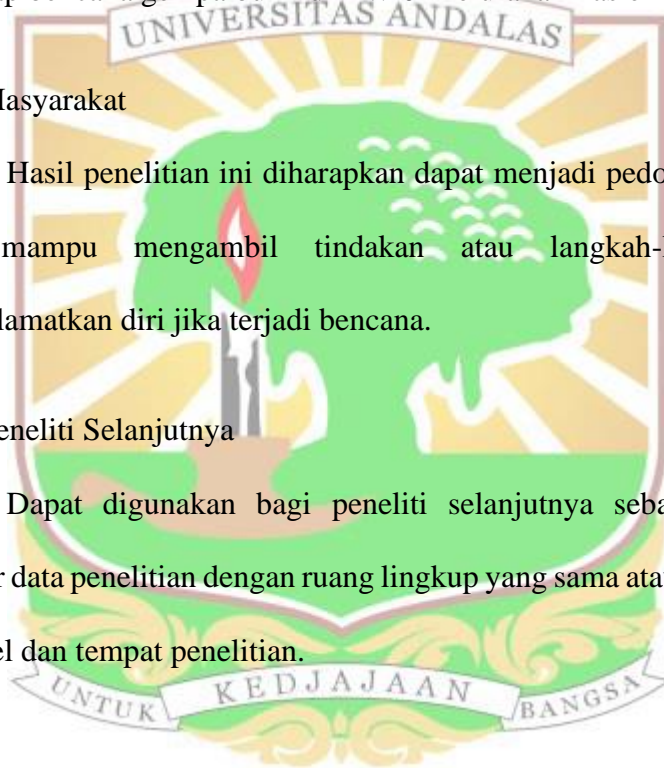 UNIVERSITAS ANDALAS
Masyarakat
Hasil penelitian ini diharapkan dapat menjadi pedo
mampu mengambil tindakan atau langkah-
lamatkan diri jika terjadi bencana.
eneliti Selanjutnya
Dapat digunakan bagi peneliti selanjutnya seba
r data penelitian dengan ruang lingkup yang sama ata
el dan tempat penelitian.
UNTUK KEDJAJAAN BANGSA